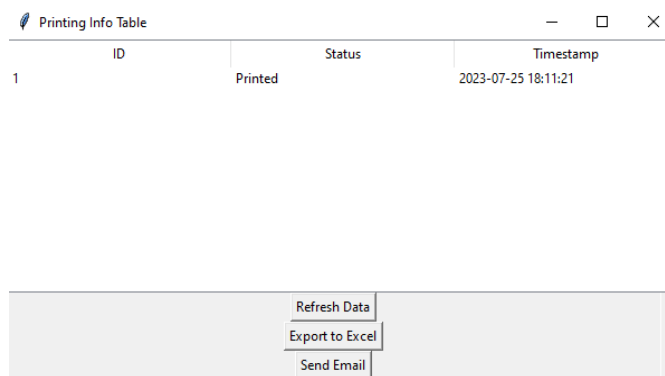 Printing Info Table
ID Status Timestamp
1 Printed 2023-07-25 18:11:21
Refresh Data
Export to Excel
Send Email